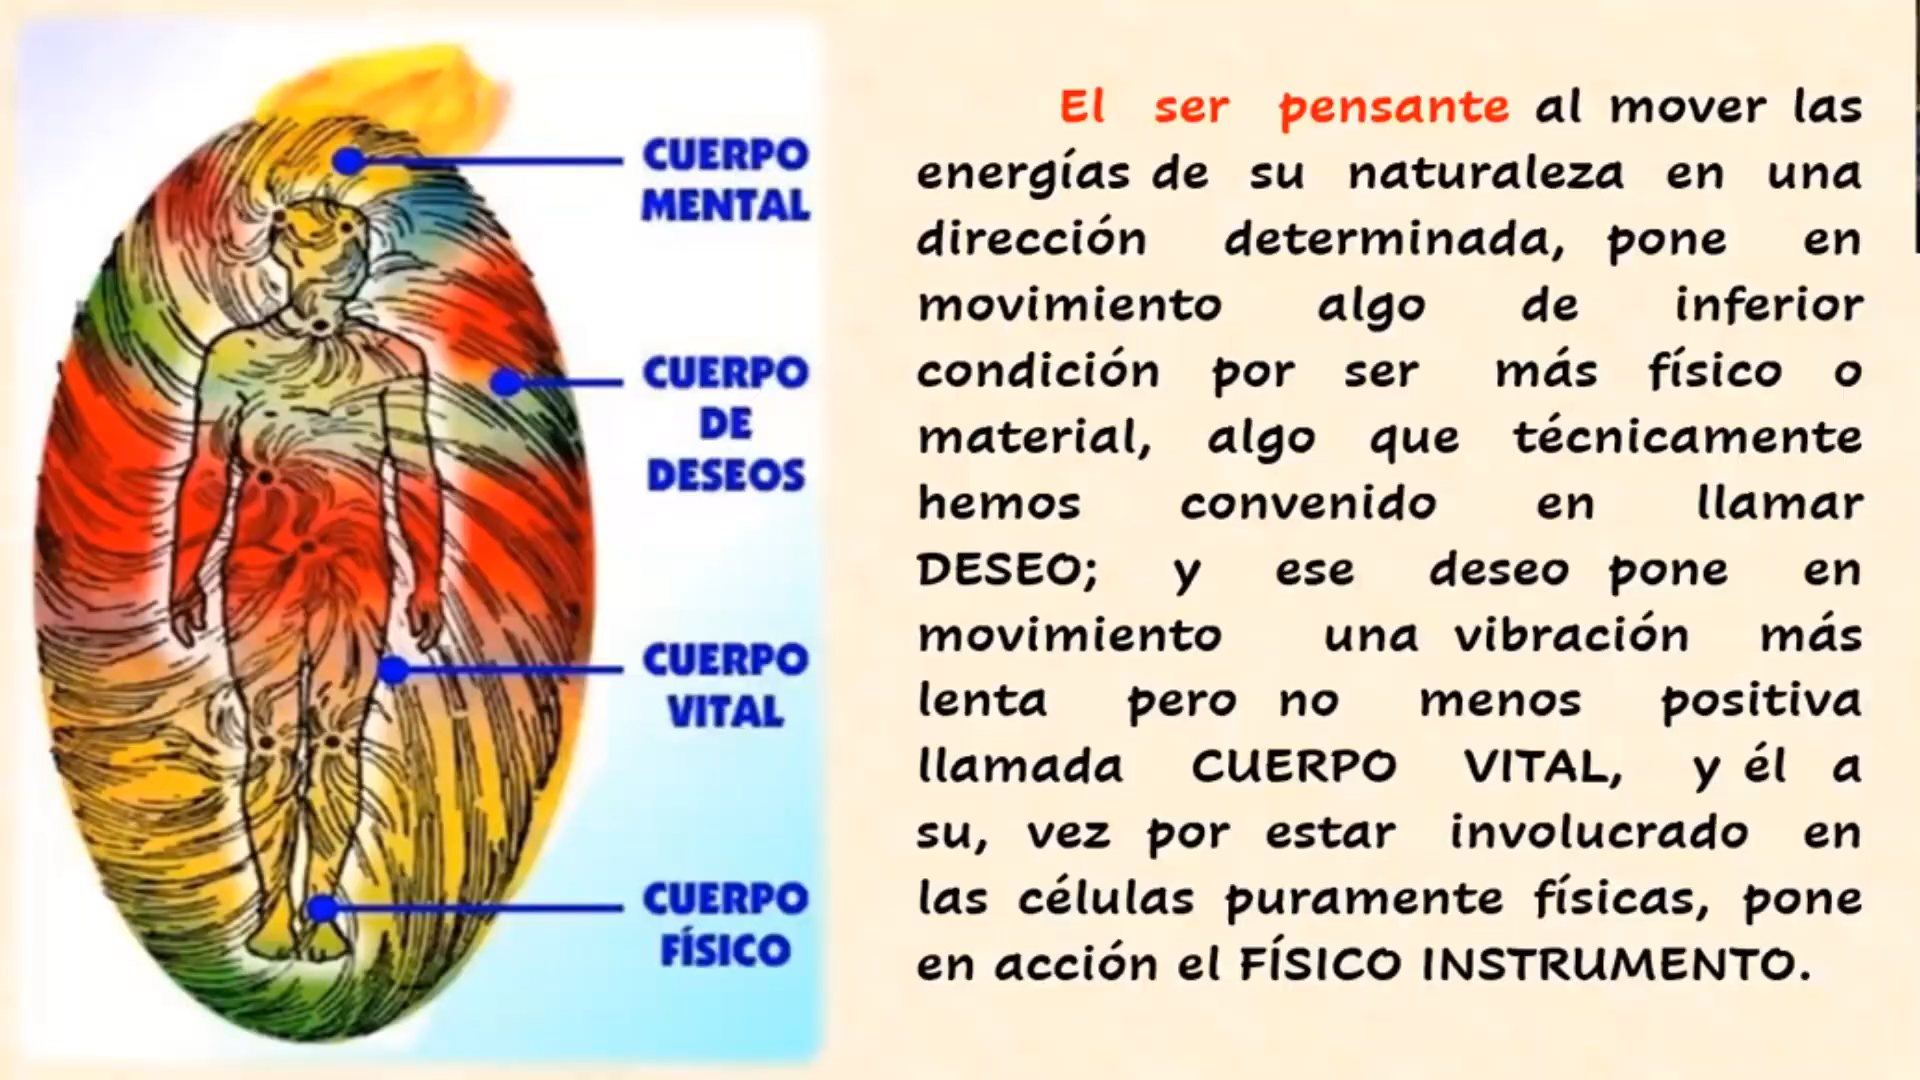 CUERPO
MENTAL
CUERPO
DE
DESEOS
CUERPO
VITAL
CUERPO
FÍSICO
El ser pensante al mover las
energías de su naturaleza en una
dirección determinada, pone en
movimiento algo de inferior
condición por ser más físico o
material, algo que técnicamente
hemos convenido en llamar
DESEO; y ese deseo pone en
movimiento una vibración más
lenta pero no menos positiva
llamada CUERPO VITAL, y él a
su, vez por estar involucrado en
las células puramente físicas, pone
en acción el FÍSICO INSTRUMENTO.